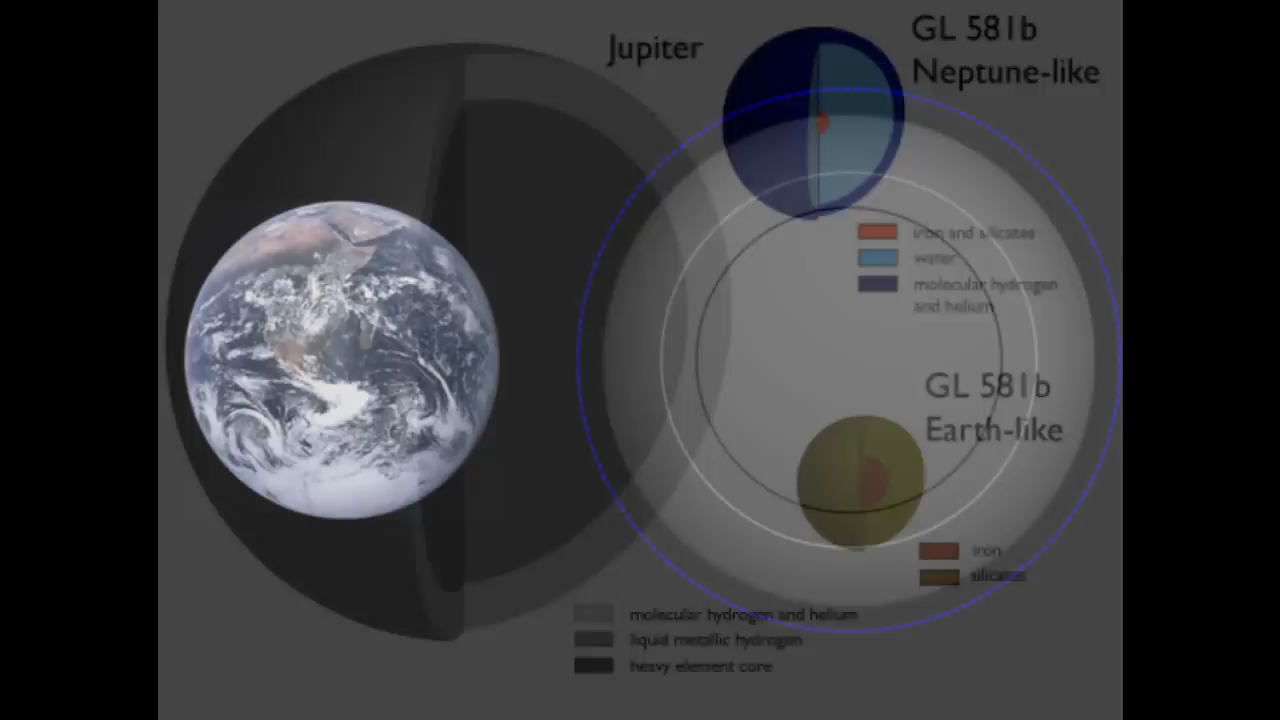 Jupiter
GL 581b
Neptune-like
iron and silicates
water
molecular hydrogen
and helium
GL 581b
Earth-like
iron
silicates
molecular hydrogen and helium
liquid metallic hydrogen
heavy element core